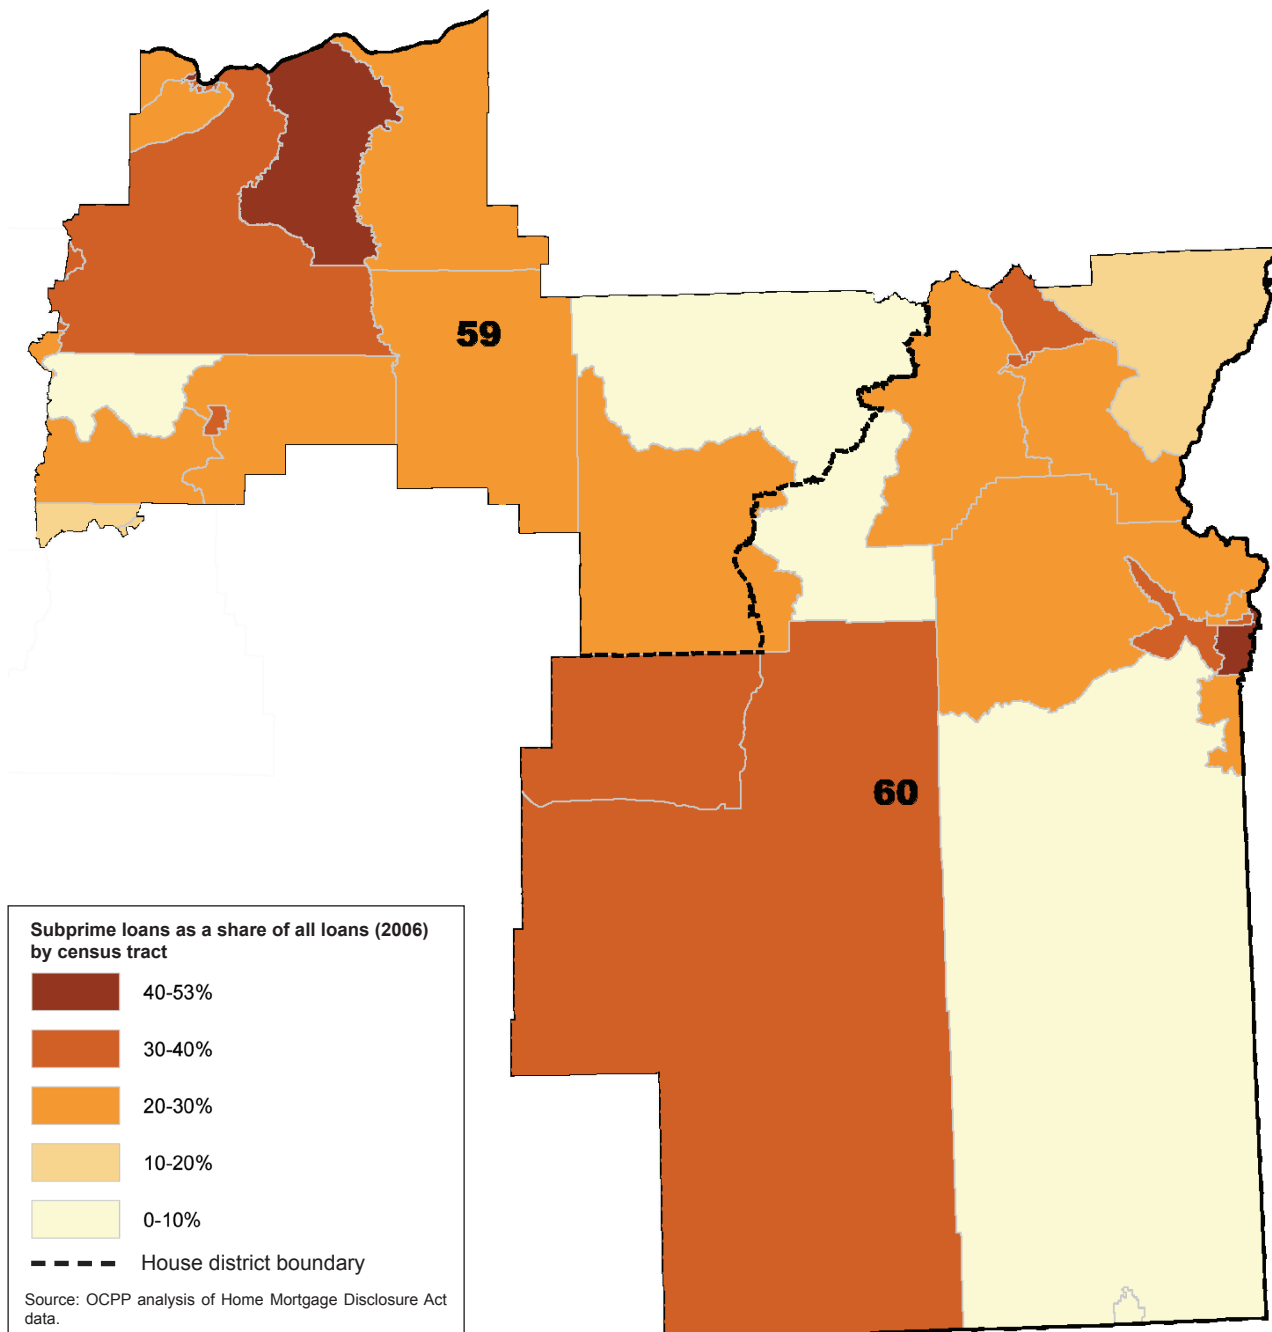 59
60
Subprime loans as a share of all loans (2006)
by census tract
40-53%
30-40%
20-30%
10-20%
0-10%
House district boundary
Source: OCPP analysis of Home Mortgage Disclosure Act
data.